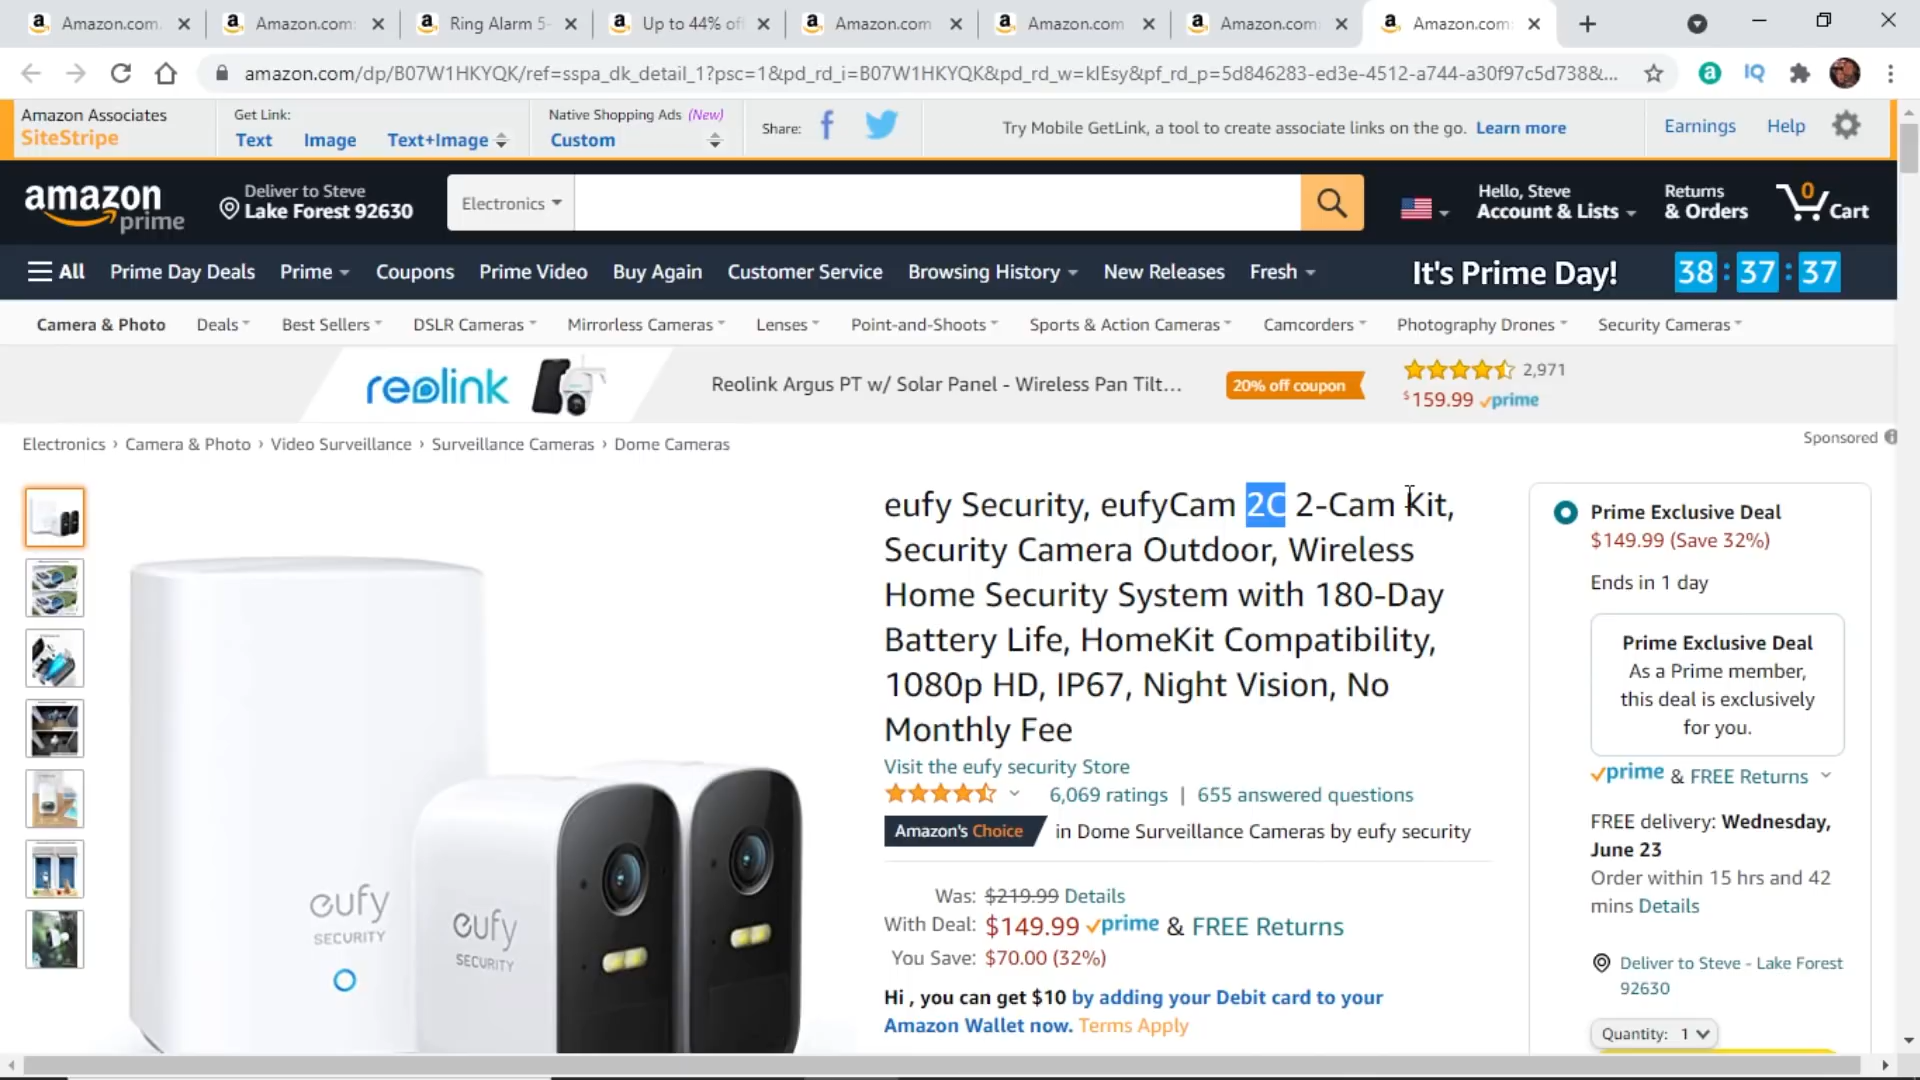 Amazon.com
Amazon.com
Ring Alarm 5-
Up to 44% of
Amazon.com
Amazon.com
Amazon.com
Amazon.com
amazon.com/dp/B07W1HKYQK/ref=sspa_dk_detail_1?psc=1&pd_rd_i=B07W1HKYQK&pd_rd_w=klEsy&pf_rd_p=5d846283-ed3e-4512-a744-a30f97c5d738&...
IQ
Amazon Associates
SiteStripe
Get Link:
Text Image Text+Image
Native Shopping Ads (New)
Custom
Share:
Try Mobile GetLink, a tool to create associate links on the go. Learn more
Earnings
Help
amazon prime
Deliver to Steve
Lake Forest 92630
Electronics
Hello, Steve
Account & Lists
Returns
& Orders
0
Cart
All Prime Day Deals Prime Coupons Prime Video Buy Again Customer Service Browsing History New Releases Fresh It's Prime Day! 38 : 37 : 37
Camera & Photo Deals Best Sellers DSLR Cameras Mirrorless Cameras Lenses Point-and-Shoots Sports & Action Cameras Camcorders Photography Drones Security Cameras
reolink
Reolink Argus PT w/ Solar Panel - Wireless Pan Tilt...
20% off coupon
2,971
$159.99 prime
Electronics › Camera & Photo › Video Surveillance › Surveillance Cameras › Dome Cameras
Sponsored
eufy Security, eufyCam 2C 2-Cam Kit,
Security Camera Outdoor, Wireless
Home Security System with 180-Day
Battery Life, HomeKit Compatibility,
1080p HD, IP67, Night Vision, No
Monthly Fee
Visit the eufy security Store
6,069 ratings | 655 answered questions
Amazon's Choice in Dome Surveillance Cameras by eufy security
Was: $219.99 Details
With Deal: $149.99 prime & FREE Returns
You Save: $70.00 (32%)
Hi , you can get $10 by adding your Debit card to your
Amazon Wallet now. Terms Apply
eufy
SECURITY
eufy
SECURITY
Prime Exclusive Deal
$149.99 (Save 32%)
Ends in 1 day
Prime Exclusive Deal
As a Prime member,
this deal is exclusively
for you.
prime & FREE Returns
FREE delivery: Wednesday,
June 23
Order within 15 hrs and 42
mins Details
Deliver to Steve - Lake Forest
92630
Quantity: 1